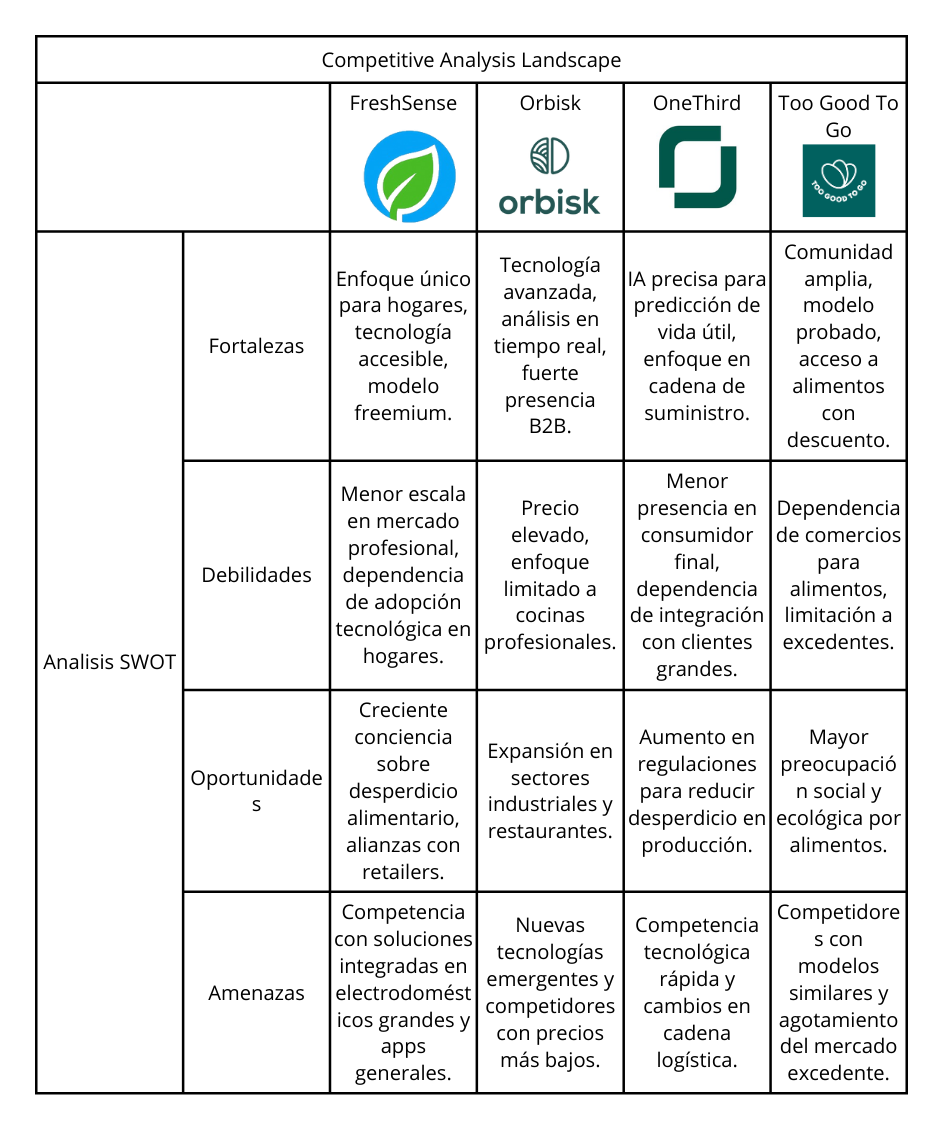 Competitive Analysis Landscape
FreshSense
Orbisk
OneThird
Too Good To
Go
orbisk
TOO GOOD TO GO
Analisis SWOT
Fortalezas
Enfoque único
para hogares,
tecnología
accesible,
modelo
freemium.
Tecnología
avanzada,
análisis en
tiempo real,
fuerte
presencia
B2B.
IA precisa para
predicción de
vida útil,
enfoque en
cadena de
suministro.
Comunidad
amplia,
modelo
probado,
acceso a
alimentos
con
descuento.
Debilidades
Menor escala
en mercado
profesional,
dependencia
de adopción
tecnológica en
hogares.
Precio
elevado,
enfoque
limitado a
cocinas
profesionales.
Menor
presencia en
consumidor
final,
dependencia
de integración
con clientes
grandes.
Dependencia
de comercios
para
alimentos,
limitación a
excedentes.
Oportunidade
s
Creciente
conciencia
sobre
desperdicio
alimentario,
alianzas con
retailers.
Expansión en
sectores
industriales y
restaurantes.
Aumento en
regulaciones
para reducir
desperdicio en
producción.
Mayor
preocupació
n social y
ecológica por
alimentos.
Amenazas
Competencia
con soluciones
integradas en
electrodomést
icos grandes y
apps
generales.
Nuevas
tecnologías
emergentes y
competidores
con precios
más bajos.
Competencia
tecnológica
rápida y
cambios en
cadena
logística.
Competidore
s con
modelos
similares y
agotamiento
del mercado
excedente.